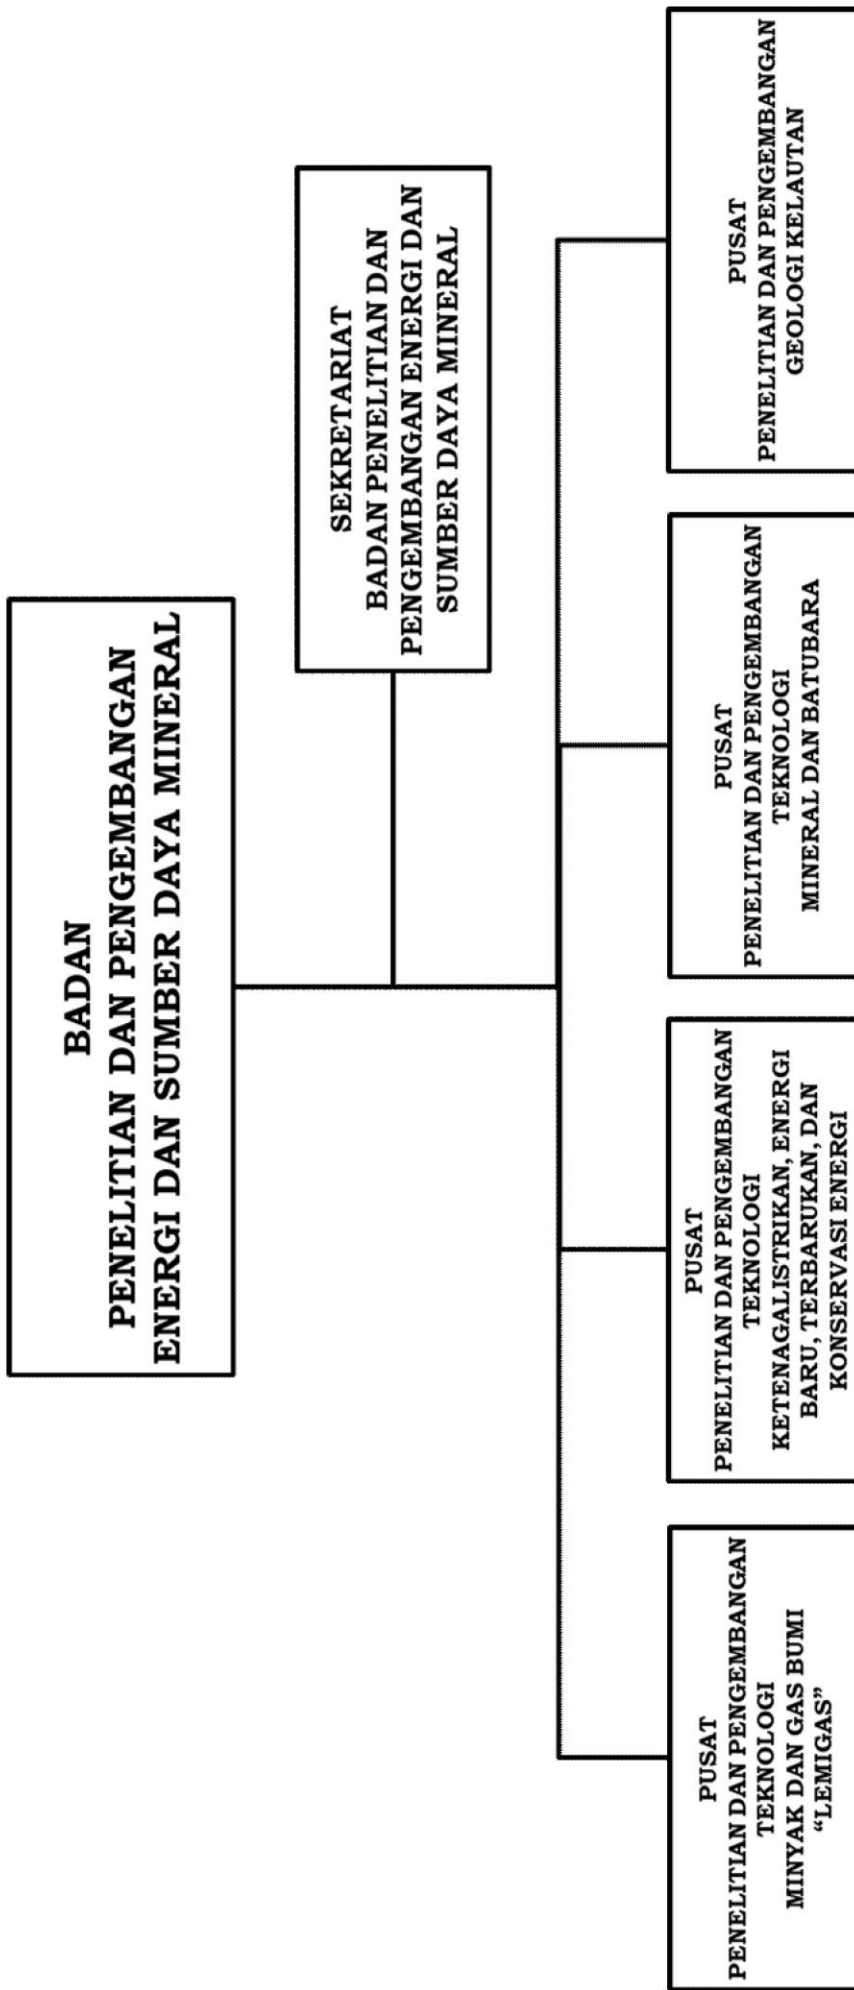 BADAN
PENELITIAN DAN PENGEMBANGAN
ENERGI DAN SUMBER DAYA MINERAL
SEKRETARIAT
BADAN PENELITIAN DAN
PENGEMBANGAN ENERGI DAN
SUMBER DAYA MINERAL
PUSAT
PENELITIAN DAN PENGEMBANGAN
TEKNOLOGI
MINYAK DAN GAS BUMI
“LEMIGAS”
PUSAT
PENELITIAN DAN PENGEMBANGAN
TEKNOLOGI
KETENAGALISTRIKAN, ENERGI
BARU, TERBARUKAN, DAN
KONSERVASI ENERGI
PUSAT
PENELITIAN DAN PENGEMBANGAN
TEKNOLOGI
MINERAL DAN BATUBARA
PUSAT
PENELITIAN DAN PENGEMBANGAN
GEOLOGI KELAUTAN